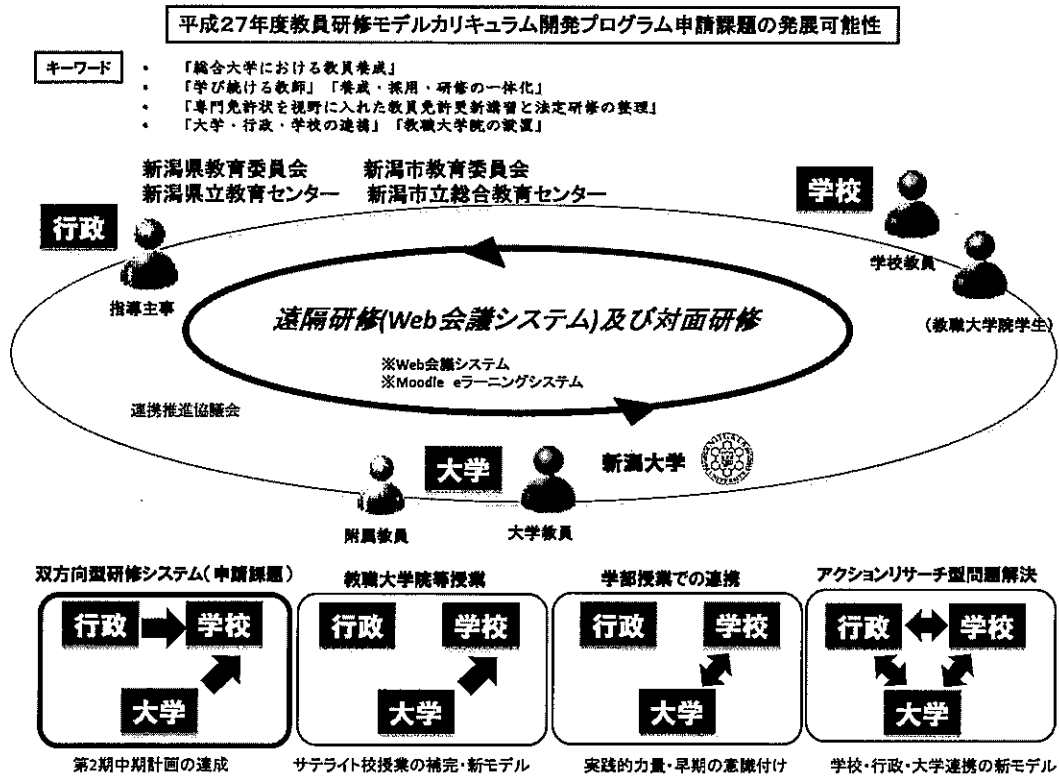 平成27年度教員研修モデルカリキュラム開発プログラム申請課題の発展可能性
キーワード
・ 『総合大学における教員養成』
・ 『学び続ける教師』『養成・採用・研修の一体化』
・ 『専門免許状を視野に入れた教員免許更新講習と法定研修の整理』
・ 『大学・行政・学校の連携』『教職大学院の設置』
新潟県教育委員会 新潟市教育委員会
新潟県立教育センター 新潟市立総合教育センター
行政
指導主事
学校
学校教員
(教職大学院学生)
遠隔研修(Web会議システム)及び対面研修
※Web会議システム
※Moodle eラーニングシステム
連携推進協議会
大学
新潟大学
附属教員
大学教員
双方向型研修システム(申請課題)
行政 学校
大学
第2期中期計画の達成
教職大学院等授業
行政 学校
大学
サテライト校授業の補完・新モデル
学部授業での連携
行政 学校
大学
実践的力量・早期の意識付け
アクションリサーチ型問題解決
行政 学校
大学
学校・行政・大学連携の新モデル